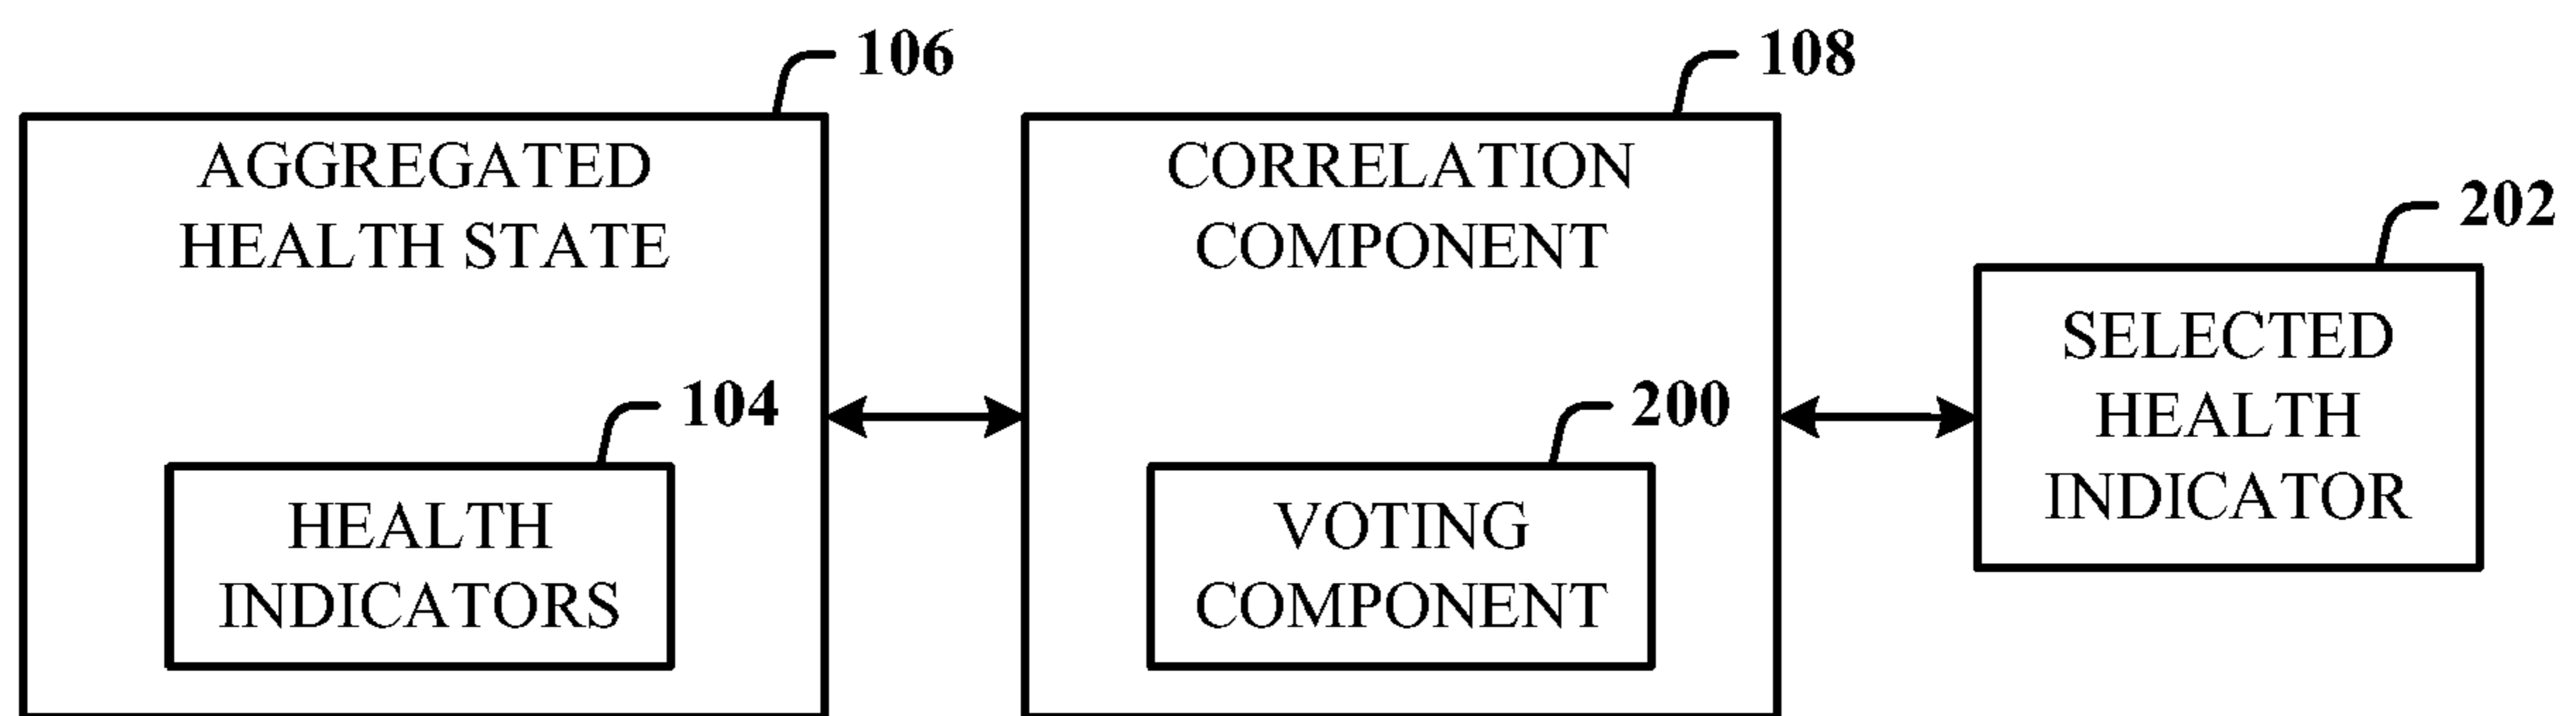 106
AGGREGATED
HEALTH STATE
104
HEALTH
INDICATORS
108
CORRELATION
COMPONENT
200
VOTING
COMPONENT
202
SELECTED
HEALTH
INDICATOR